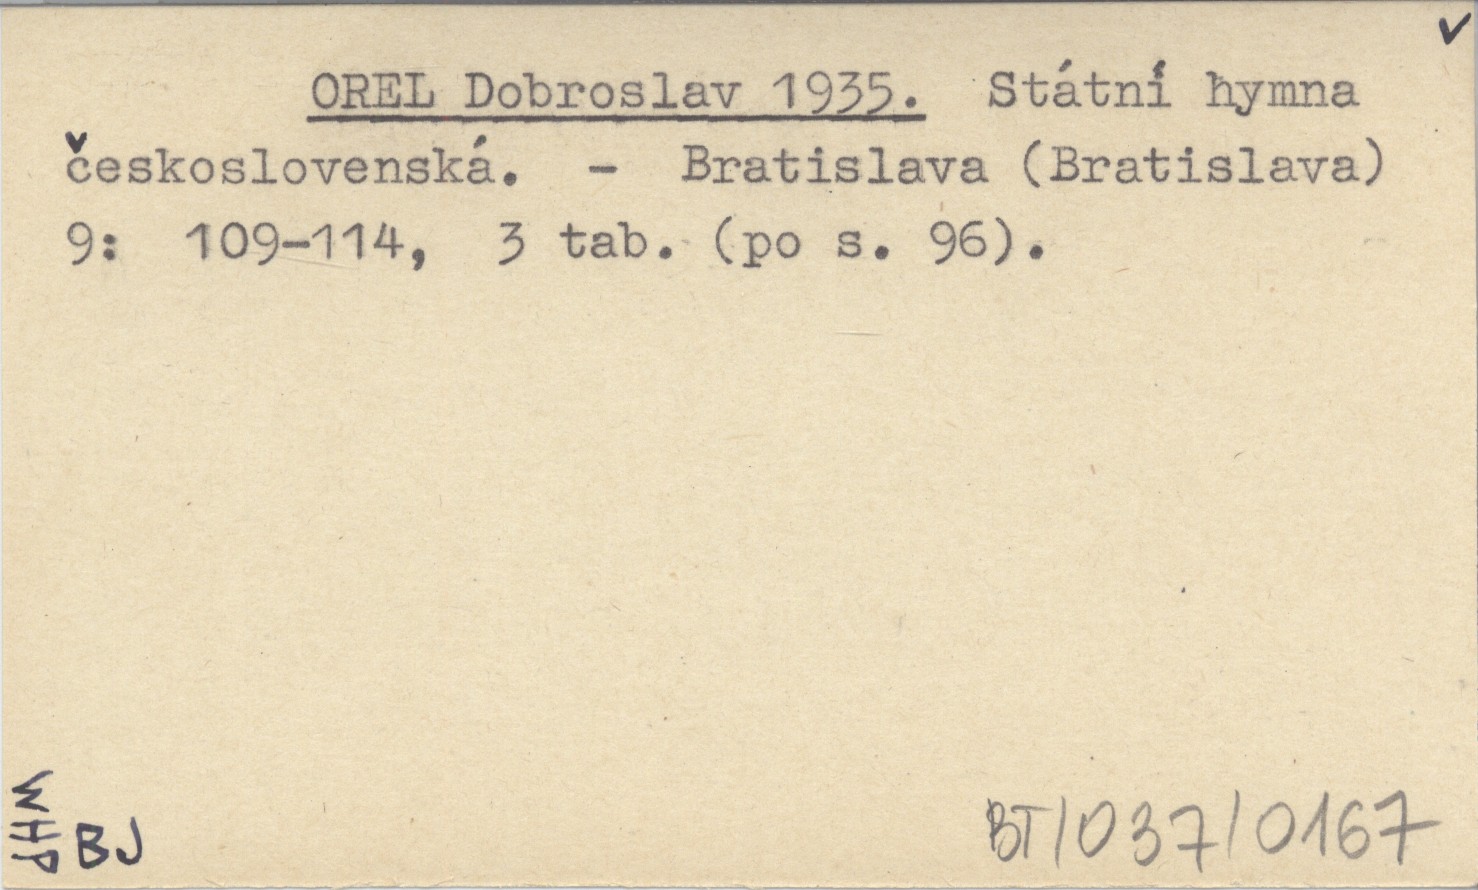 OREL Dobroslav 1935. Státní hymna
československá. - Bratislava (Bratislava)
9: 109-114, 3 tab. (po s. 96).
BJ
BT/037/0167